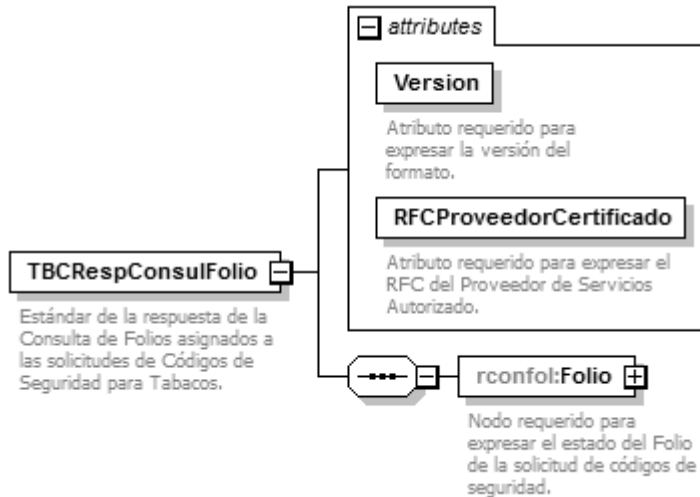 attributes
Version
Atributo requerido para
expresar la versión del
formato.
RFCProveedorCertificado
Atributo requerido para expresar el
RFC del Proveedor de Servicios
Autorizado.
TBCRespConsulFolio
Estándar de la respuesta de la
Consulta de Folios asignados a
las solicitudes de Códigos de
Seguridad para Tabacos.
rconfol:Folio
Nodo requerido para
expresar el estado del Folio
de la solicitud de códigos de
seguridad.